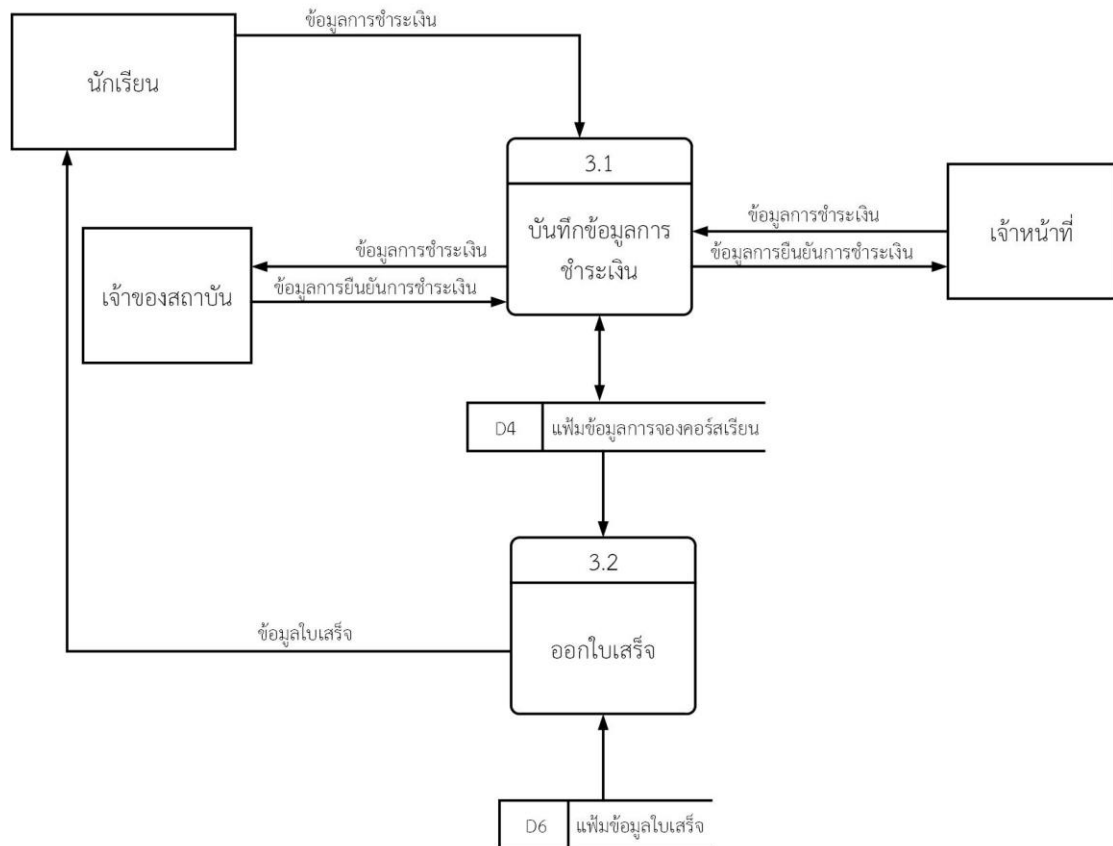 ข้อมูลการชำระเงิน
นักเรียน
3.1
บันทึกข้อมูลการ
ชำระเงิน
ข้อมูลการชำระเงิน
ข้อมูลการยืนยันการชำระเงิน
เจ้าหน้าที่
ข้อมูลการชำระเงิน
ข้อมูลการยืนยันการชำระเงิน
เจ้าของสถาบัน
D4 แฟ้มข้อมูลการจองคอร์สเรียน
3.2
ออกใบเสร็จ
ข้อมูลใบเสร็จ
D6 แฟ้มข้อมูลใบเสร็จ